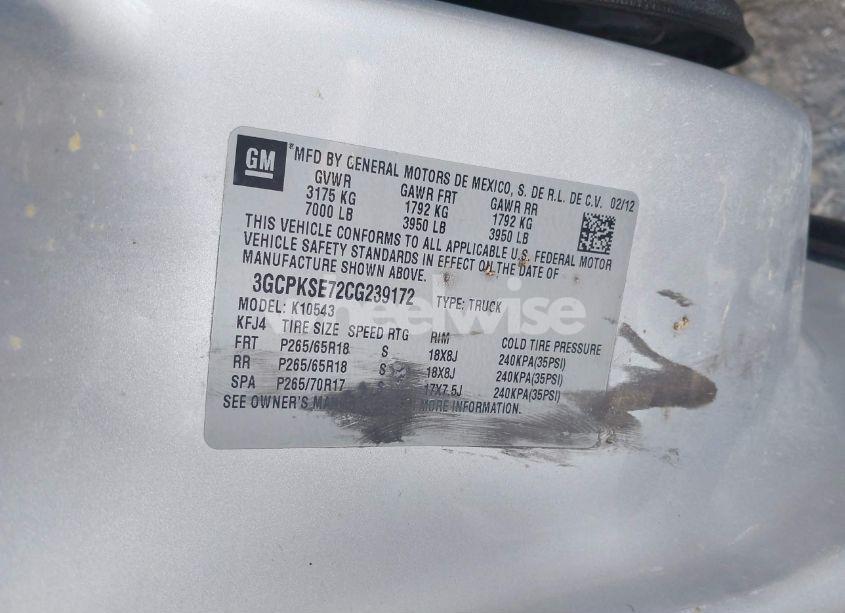 GM
®MFD BY GENERAL MOTORS DE MEXICO, S. DE R.L. DE C.V. 02/12
GVWR GAWR FRT GAWR RR
3175 KG 1792 KG 1792 KG
7000 LB 3950 LB 3950 LB
THIS VEHICLE CONFORMS TO ALL APPLICABLE U.S. FEDERAL MOTOR
VEHICLE SAFETY STANDARDS IN EFFECT ON THE DATE OF
MANUFACTURE SHOWN ABOVE.
3GCPKSE72CG239172 TYPE: TRUCK
MODEL: K10543
KFJ4 TIRE SIZE SPEED RTG RIM COLD TIRE PRESSURE
FRT P265/65R18 S 18X8J 240KPA(35PSI)
RR P265/65R18 S 18X8J 240KPA(35PSI)
SPA P265/70R17 17X7.5J 240KPA(35PSI)
SEE OWNER'S MORE INFORMATION.
wheelwise